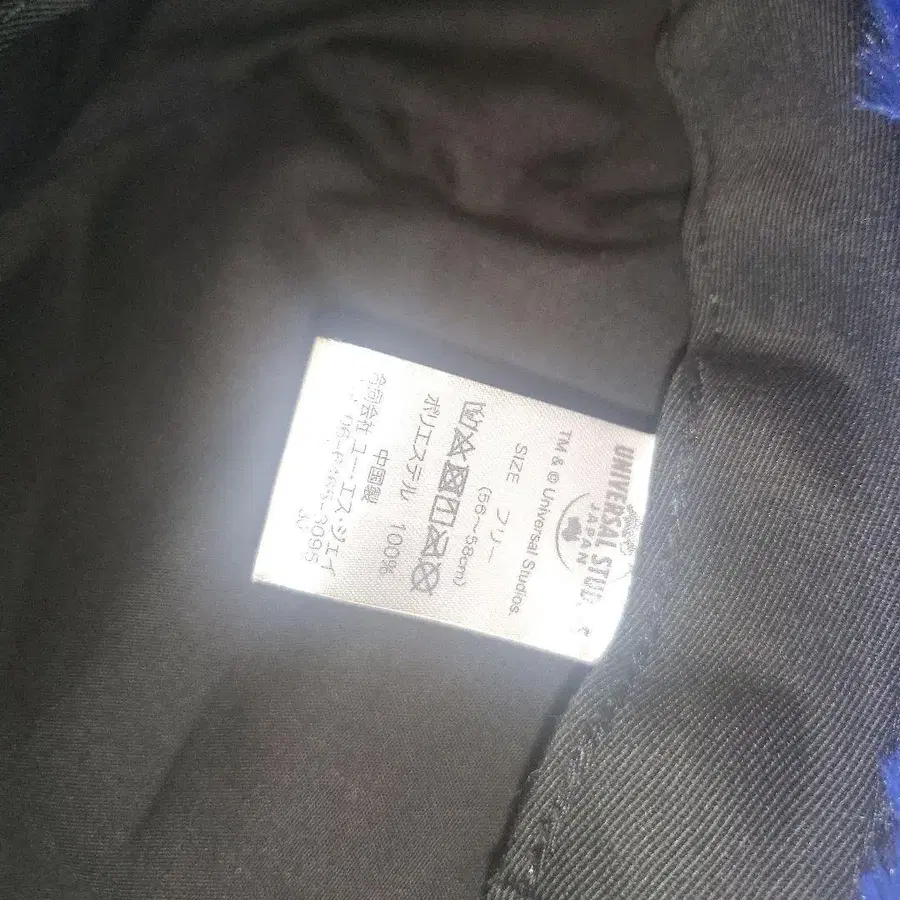 UNIVERSAL STUD
JAPAN
TM & © Universal Studios.
SIZE フリー
(56~58cm)
ポリエステル 100%
中国製
合同会社 ユー・エス・ジェイ